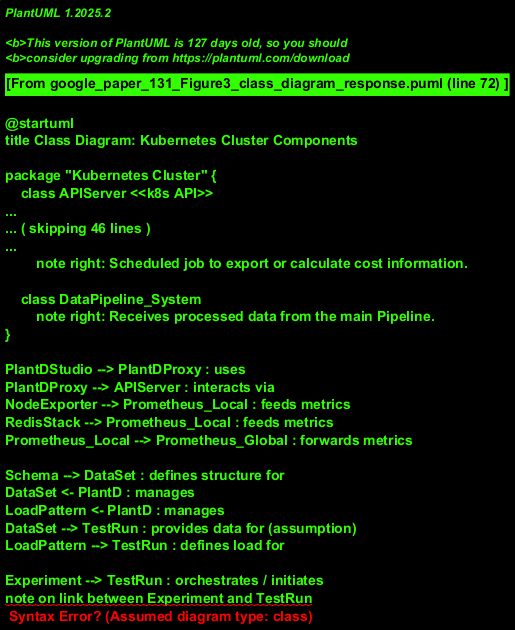 PlantUML 1.2025.2
<b>This version of PlantUML is 127 days old, so you should
<b>consider upgrading from https://plantuml.com/download
[From google_paper_131_Figure3_class_diagram_response.puml (line 72) ]
@startuml
title Class Diagram: Kubernetes Cluster Components
package "Kubernetes Cluster" {
class APIServer <<k8s API>>
...
... ( skipping 46 lines )
...
note right: Scheduled job to export or calculate cost information.
class DataPipeline_System
note right: Receives processed data from the main Pipeline.
}
PlantDStudio --> PlantDProxy : uses
PlantDProxy --> APIServer : interacts via
NodeExporter --> Prometheus_Local : feeds metrics
RedisStack --> Prometheus_Local : feeds metrics
Prometheus_Local --> Prometheus_Global : forwards metrics
Schema --> DataSet : defines structure for
DataSet <- PlantD : manages
LoadPattern <- PlantD : manages
DataSet --> TestRun : provides data for (assumption)
LoadPattern --> TestRun : defines load for
Experiment --> TestRun : orchestrates / initiates
note on link between Experiment and TestRun
Syntax Error? (Assumed diagram type: class)